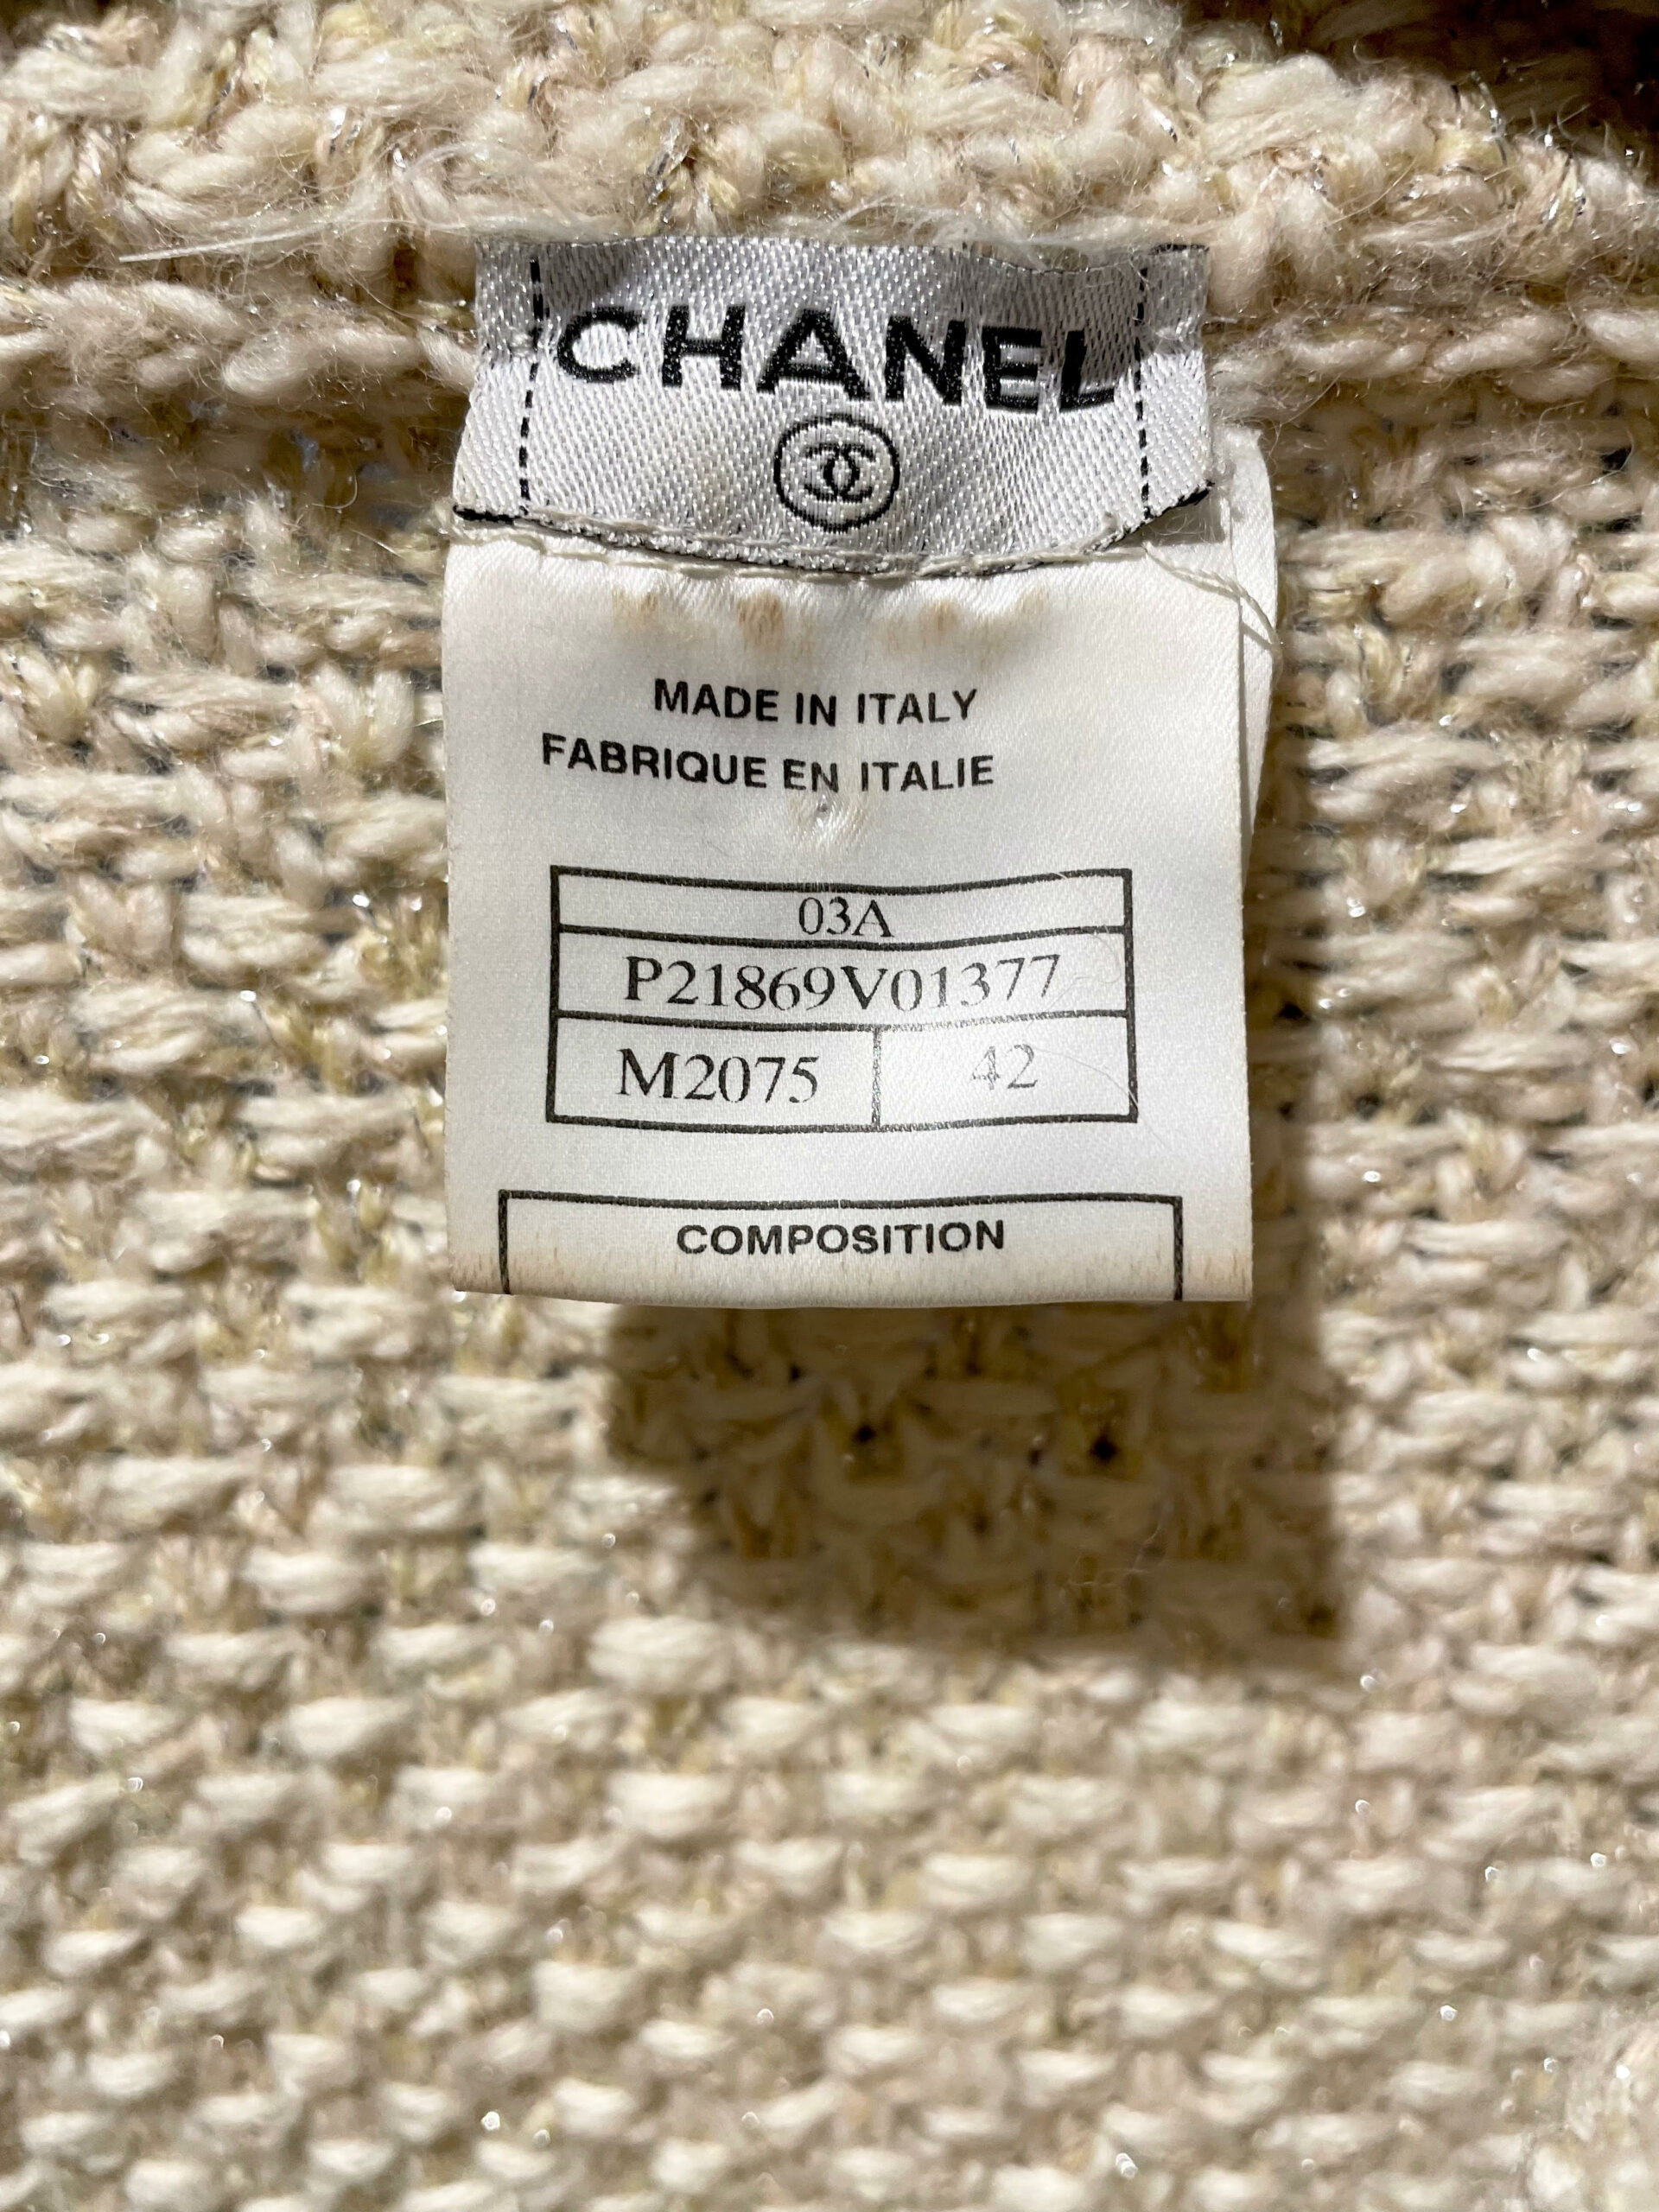 CHANEL
MADE IN ITALY
FABRIQUE EN ITALIE
03A
P21869V01377
M2075 42
COMPOSITION